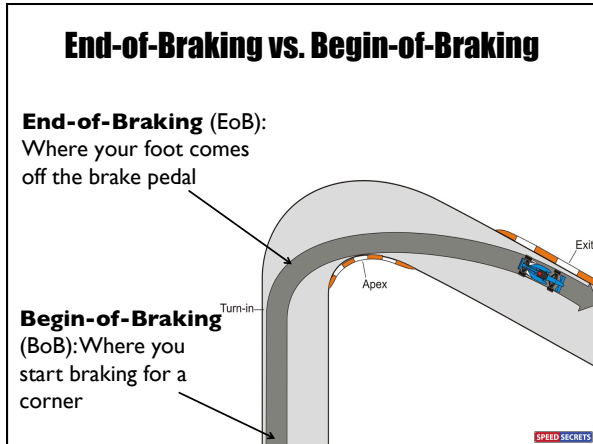 End-of-Braking vs. Begin-of-Braking
End-of-Braking (EoB):
Where your foot comes
off the brake pedal
Exit
Apex
Turn-in
Begin-of-Braking
(BoB): Where you
start braking for a
corner
SPEED SECRETS